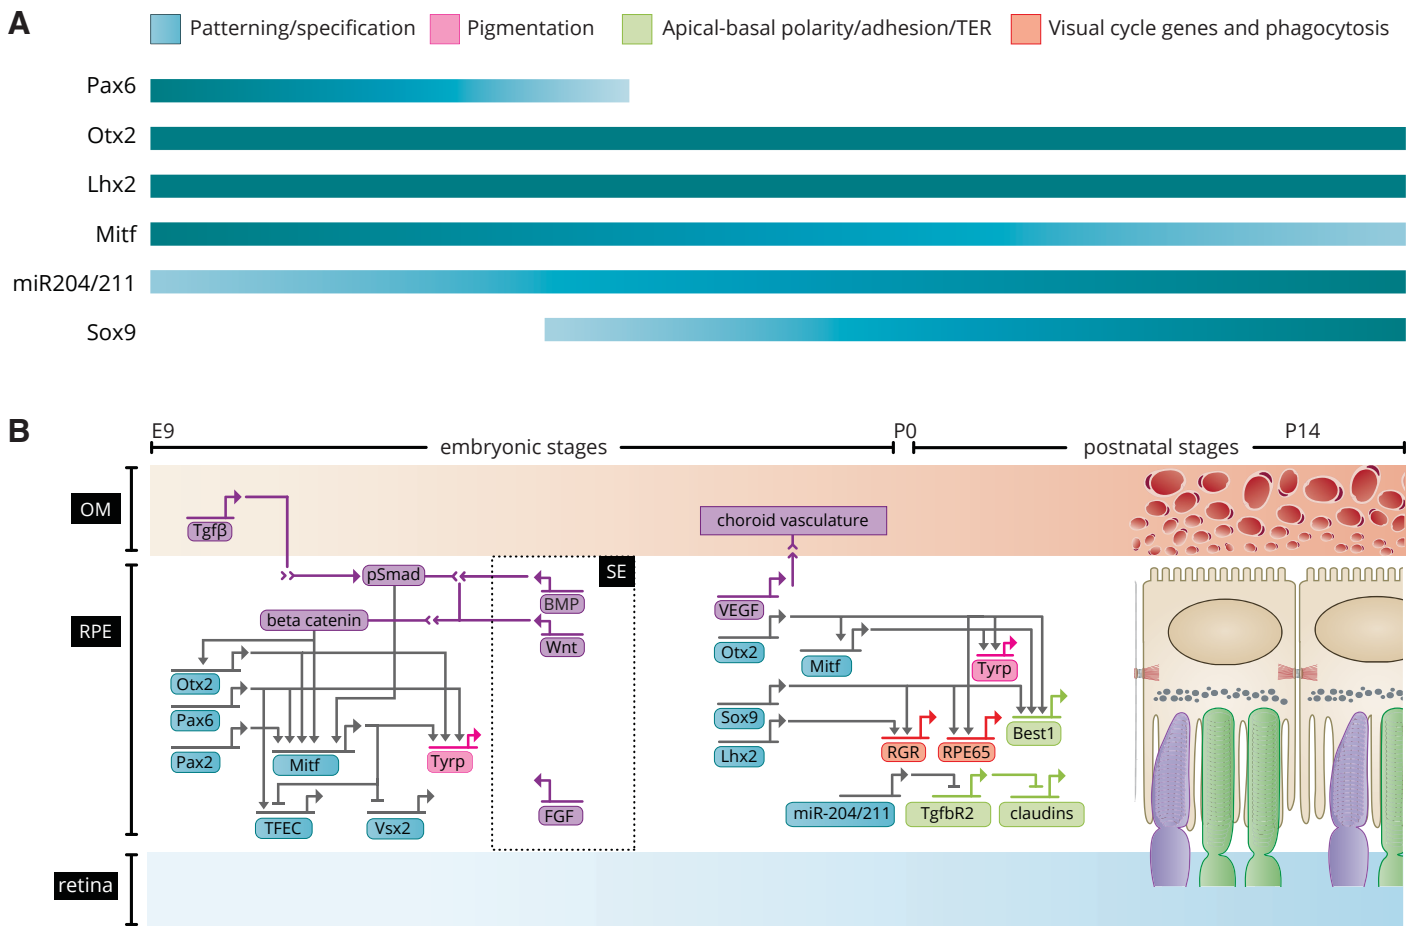 A
Patterning/specification
Pigmentation
Apical-basal polarity/adhesion/TER
Visual cycle genes and phagocytosis
Pax6
Otx2
Lhx2
Mitf
miR204/211
Sox9
B
E9
P0
P14
embryonic stages
postnatal stages
OM
Tgfβ
choroid vasculature
RPE
SE
pSmad
BMP
beta catenin
Wnt
VEGF
Otx2
Mitf
Tyrp
Otx2
Pax6
Pax2
Mitf
Tyrp
Sox9
Lhx2
RGR
RPE65
Best1
TFEC
Vsx2
FGF
miR-204/211
TgfbR2
claudins
retina